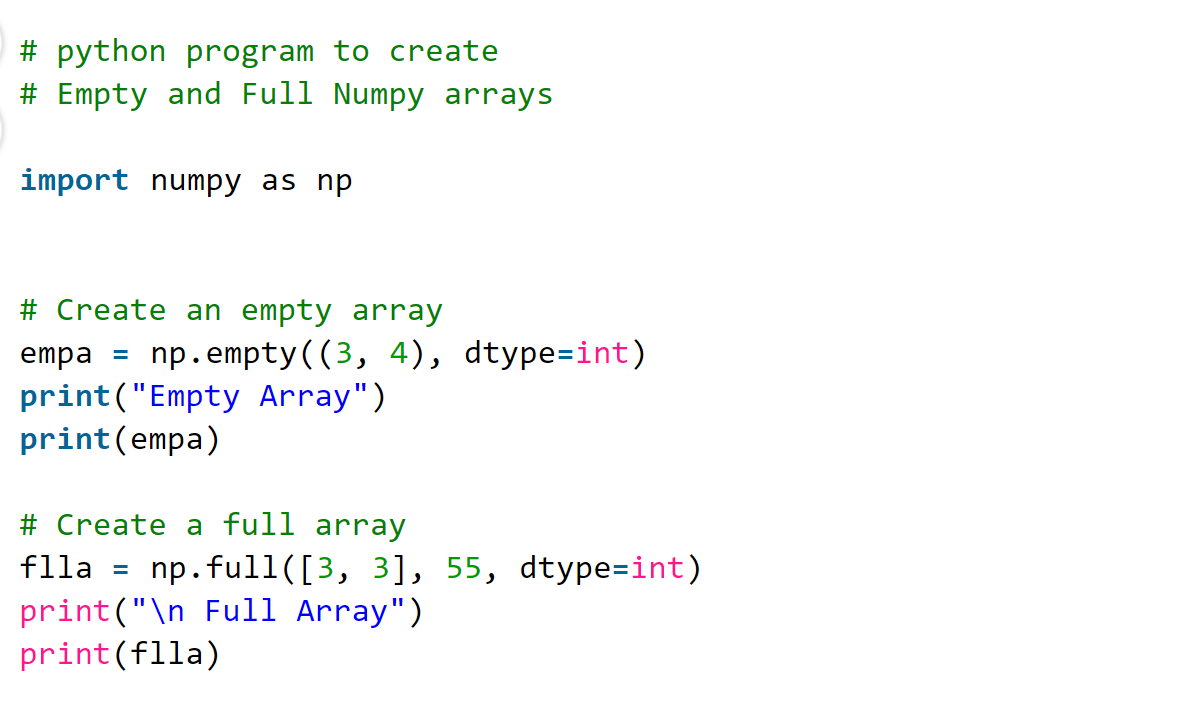 # python program to create
# Empty and Full Numpy arrays
import numpy as np
# Create an empty array
empa = np.empty((3, 4), dtype=int)
print("Empty Array")
print(empa)
# Create a full array
flla = np.full([3, 3], 55, dtype=int)
print("\n Full Array")
print(flla)